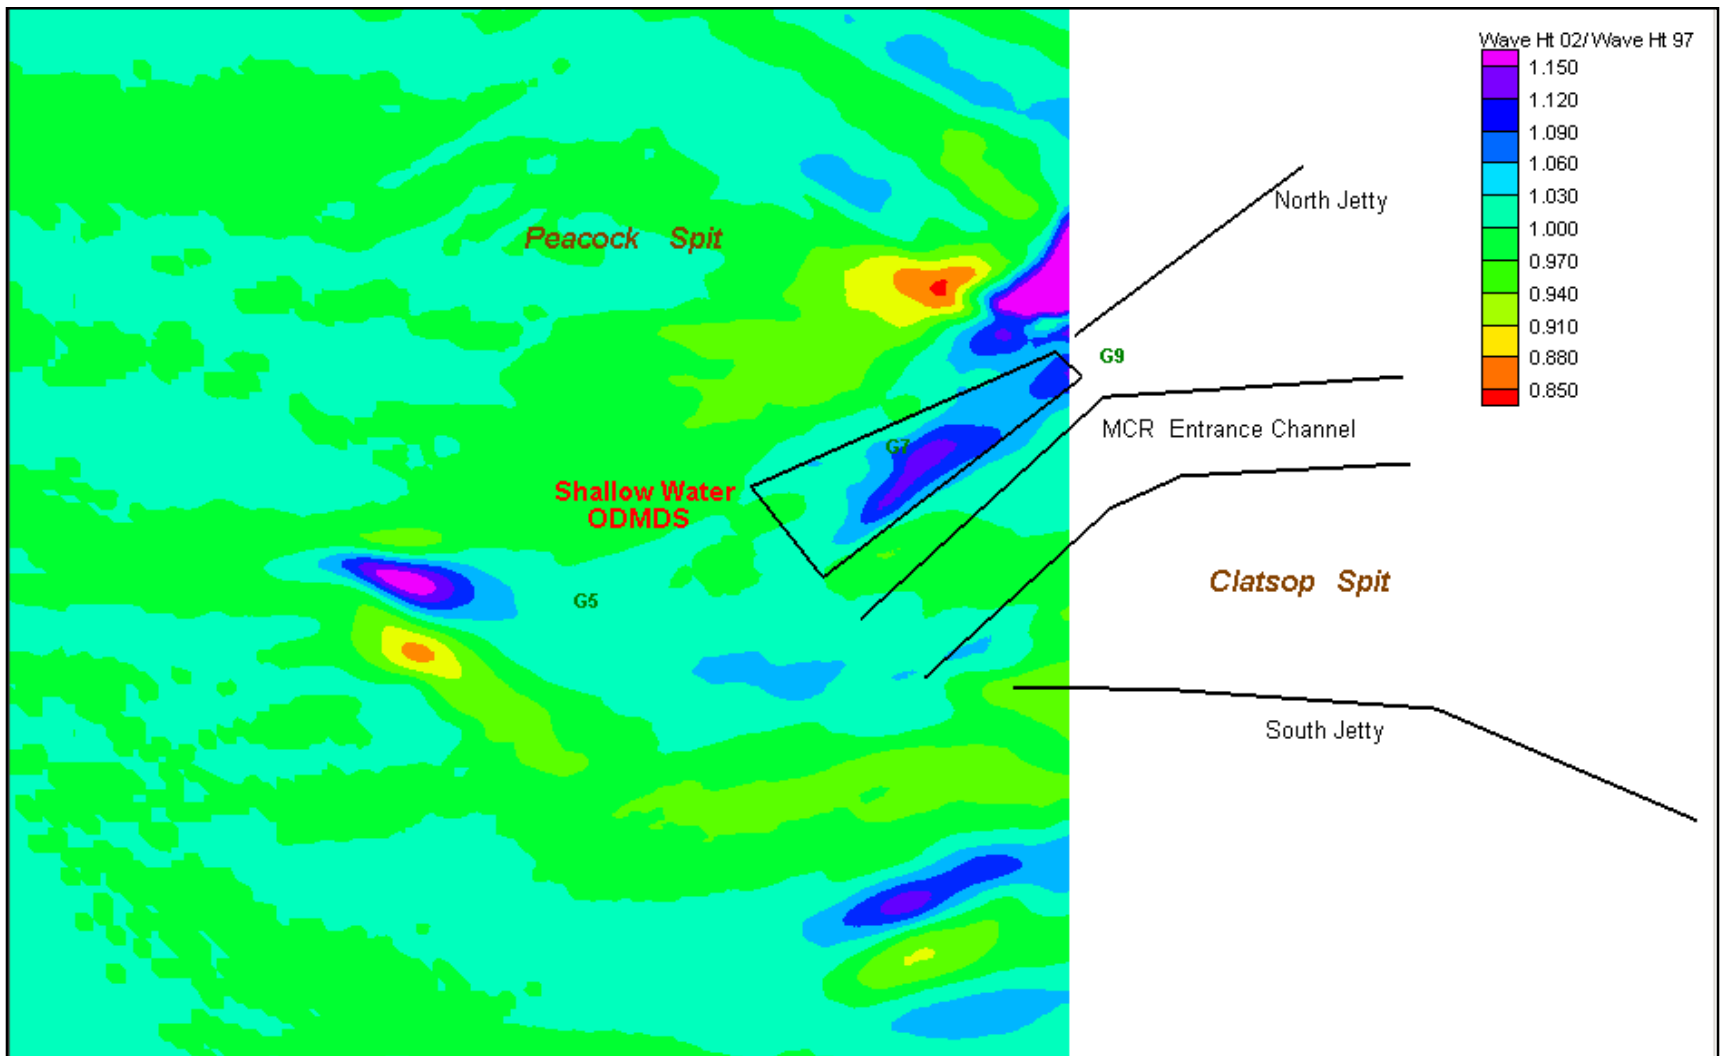 Wave Ht 02/Wave Ht 97
1.150
1.120
1.090
1.060
1.030
1.000
0.970
0.940
0.910
0.880
0.850
North Jetty
Peacock Spit
G9
MCR Entrance Channel
G7
Shallow Water
ODMDS
Clatsop Spit
G5
South Jetty